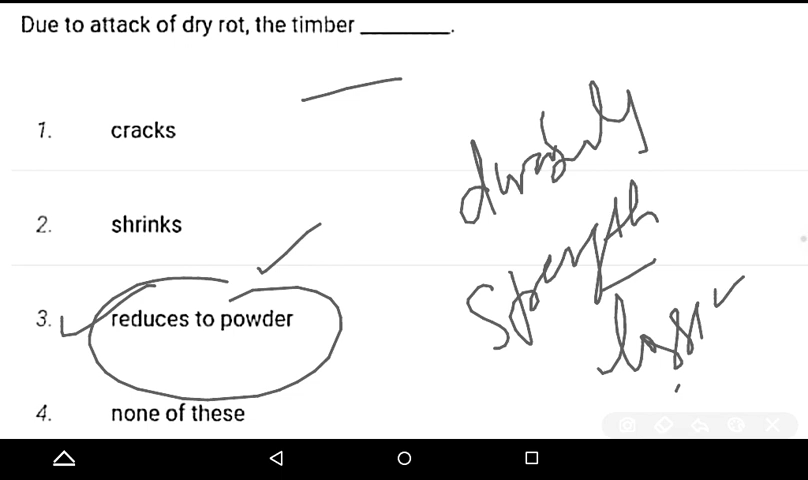 Due to attack of dry rot, the timber ________.
1. cracks
2. shrinks
3. reduces to powder
4. none of these
strength
loss